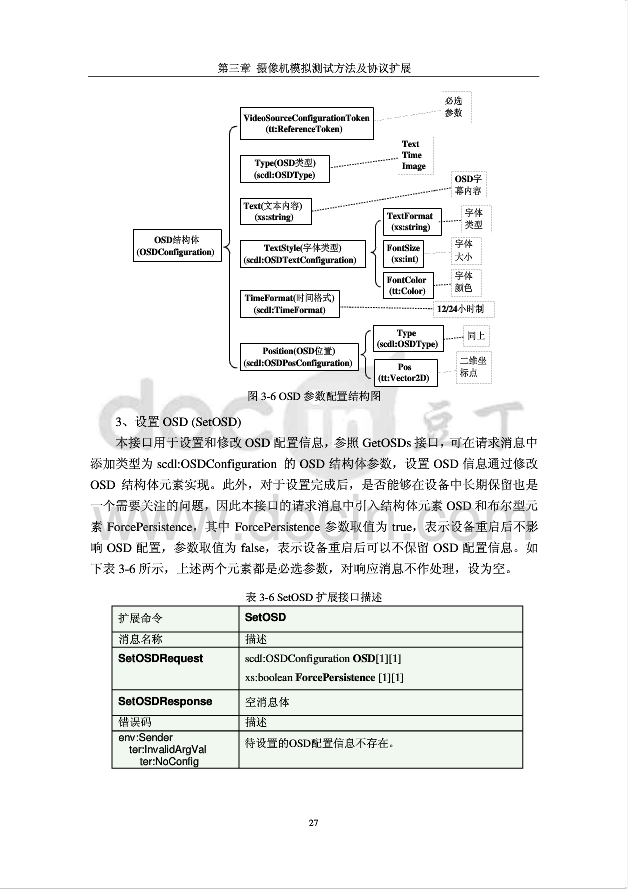 第三章 摄像机模拟测试方法及协议扩展
VideoSourceConfigurationToken
(tt:ReferenceToken)
必选
参数
Type(OSD类型)
(scdl:OSDType)
Text
Time
Image
Text(文本内容)
(xs:string)
OSD字
幕内容
OSD结构体
(OSDConfiguration)
TextStyle(字体类型)
(scdl:OSDTextConfiguration)
TextFormat
(xs:string)
字体
类型
FontSize
(xs:int)
字体
大小
FontColor
(tt:Color)
字体
颜色
TimeFormat(时间格式)
(scdl:TimeFormat)
12/24小时制
Position(OSD位置)
(scdl:OSDPosConfiguration)
Type
(scdl:OSDType)
同上
Pos
(tt:Vector2D)
二维坐
标点
图 3-6 OSD 参数配置结构图
3、设置 OSD (SetOSD)
本接口用于设置和修改 OSD 配置信息，参照 GetOSDs 接口，可在请求消息中
添加类型为 scdl:OSDConfiguration 的 OSD 结构体参数，设置 OSD 信息通过修改
OSD 结构体元素实现。此外，对于设置完成后，是否能够在设备中长期保留也是
一个需要关注的问题，因此本接口的请求消息中引入结构体元素 OSD 和布尔型元
素 ForcePersistence，其中 ForcePersistence 参数取值为 true，表示设备重启后不影
响 OSD 配置，参数取值为 false，表示设备重启后可以不保留 OSD 配置信息。如
下表 3-6 所示，上述两个元素都是必选参数，对响应消息不作处理，设为空。
表 3-6 SetOSD 扩展接口描述
扩展命令 SetOSD
消息名称 描述
SetOSDRequest scdl:OSDConfiguration OSD[1][1]
xs:boolean ForcePersistence [1][1]
SetOSDResponse 空消息体
错误码 描述
env:Sender
ter:InvalidArgVal
ter:NoConfig
待设置的OSD配置信息不存在。
27
docin 豆丁
www.docin.com